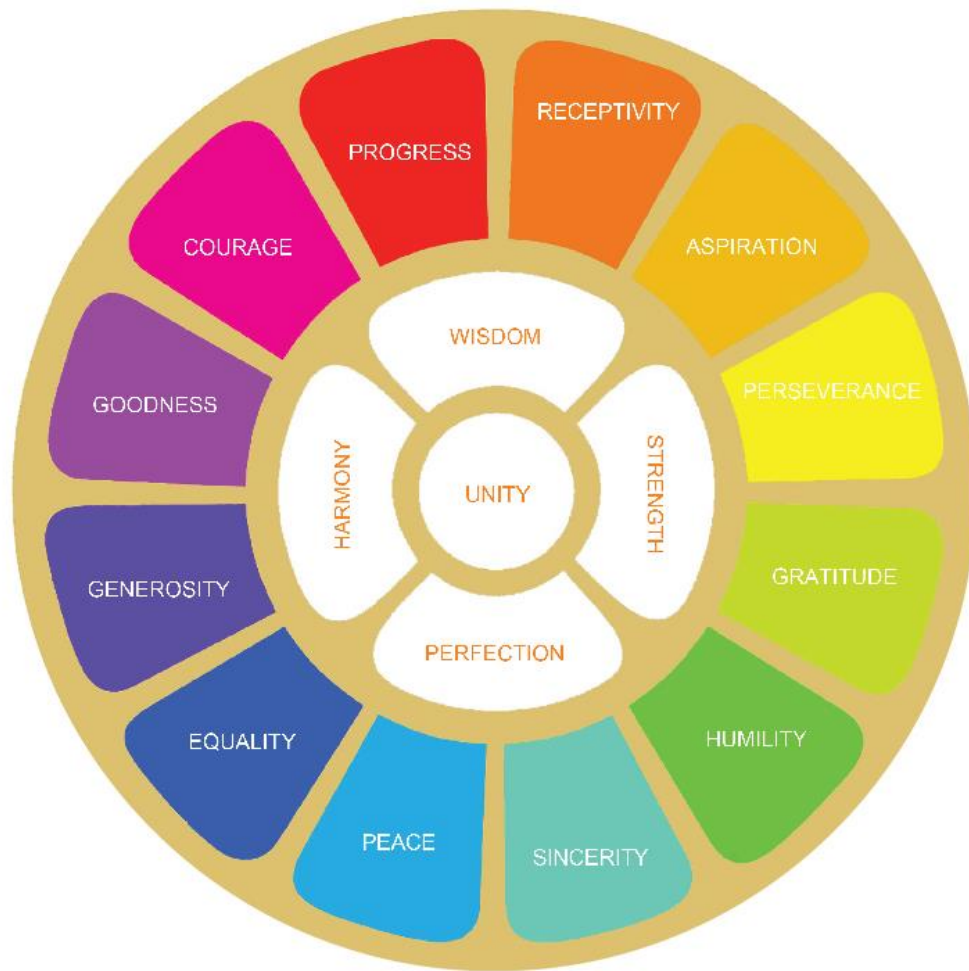 PROGRESS
RECEPTIVITY
ASPIRATION
PERSEVERANCE
GRATITUDE
HUMILITY
SINCERITY
PEACE
EQUALITY
GENEROSITY
GOODNESS
COURAGE
WISDOM
STRENGTH
PERFECTION
HARMONY
UNITY